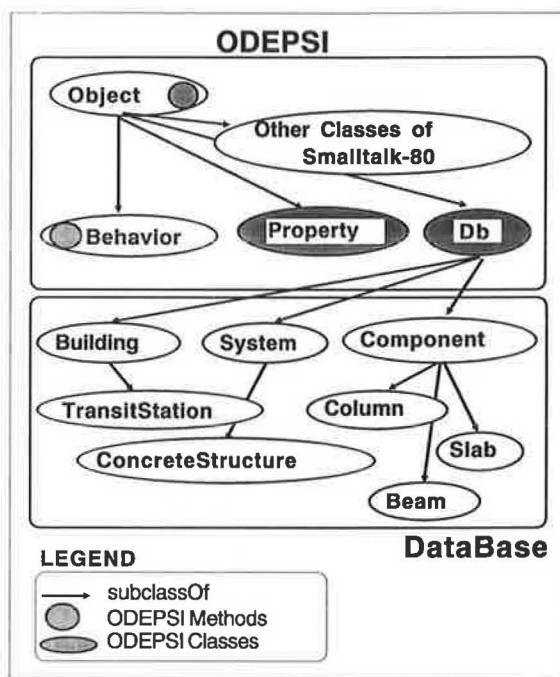 ODEPSI
Object
Other Classes of
Smalltalk-80
Behavior
Property
Db
Building
System
Component
TransitStation
Column
ConcreteStructure
Slab
Beam
DataBase
LEGEND
subclassOf
ODEPSI Methods
ODEPSI Classes